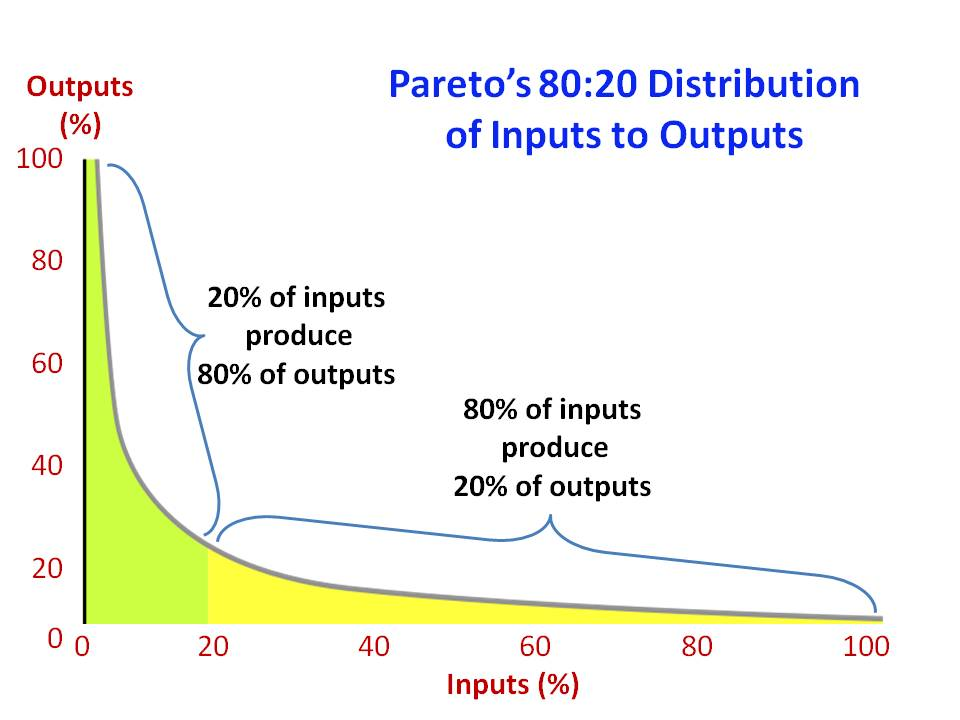 Pareto’s 80:20 Distribution
of Inputs to Outputs
Outputs
(%)
100
80
60
40
20
0
20% of inputs
produce
80% of outputs
80% of inputs
produce
20% of outputs
0 20 40 60 80 100
Inputs (%)